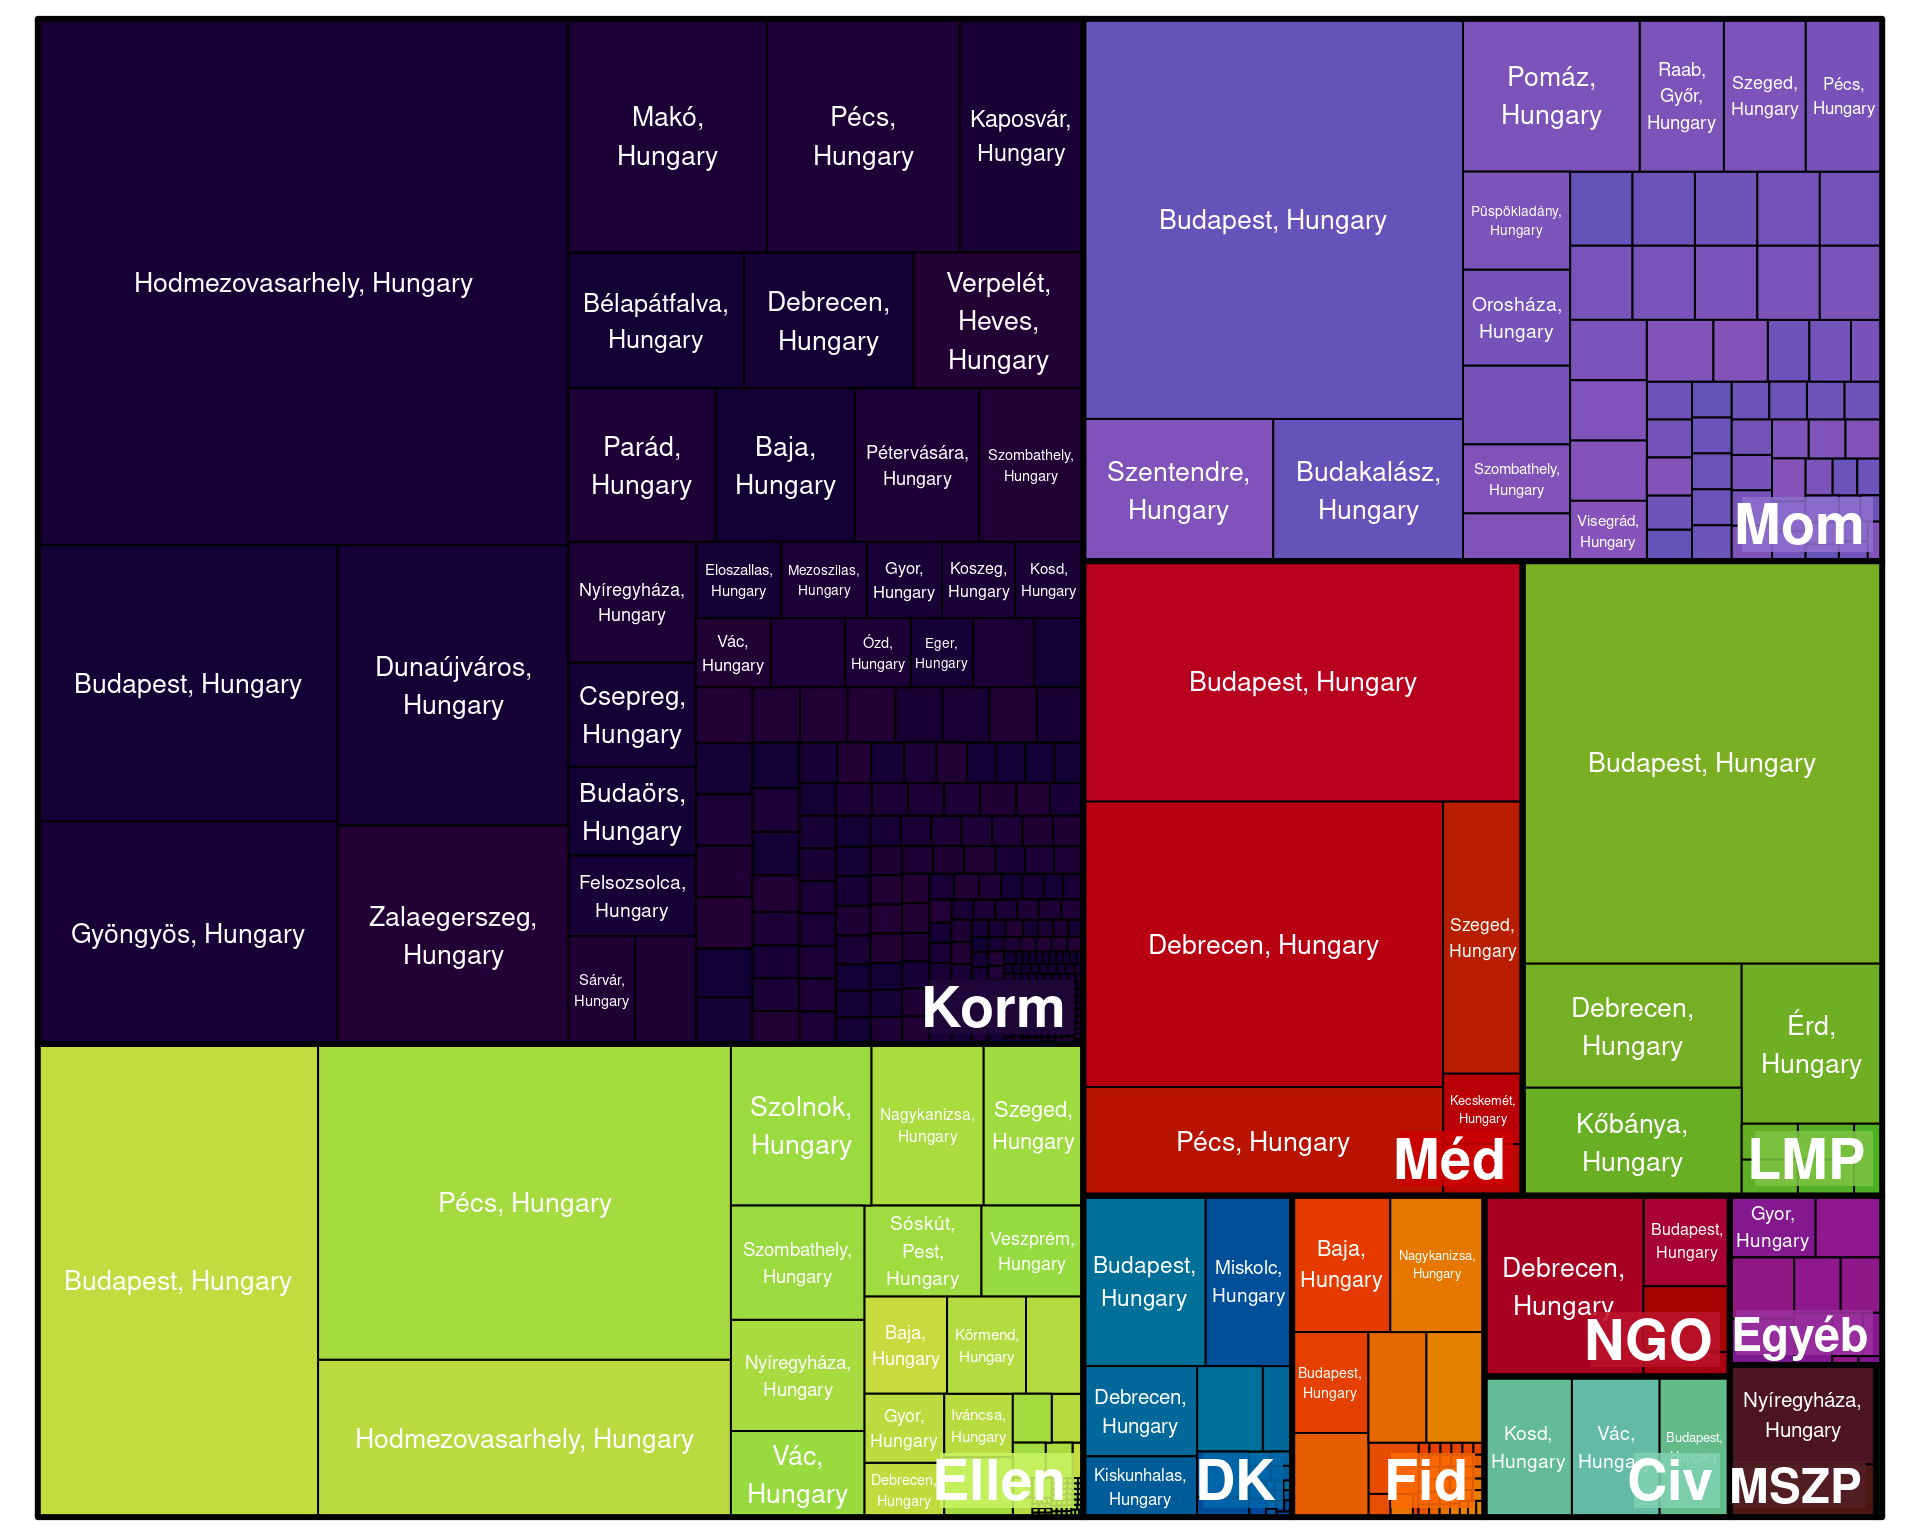 Hodmezovasarhely, Hungary
Makó,
Hungary
Pécs,
Hungary
Kaposvár,
Hungary
Bélapátfalva,
Hungary
Debrecen,
Hungary
Verpelét,
Heves,
Hungary
Parád,
Hungary
Baja,
Hungary
Pétervására,
Hungary
Szombathely,
Hungary
Budapest, Hungary
Dunaújváros,
Hungary
Gyöngyös, Hungary
Zalaegerszeg,
Hungary
Nyíregyháza,
Hungary
Csepreg,
Hungary
Budaörs,
Hungary
Felsozsolca,
Hungary
Sárvár,
Hungary
Eloszallas,
Hungary
Mezoszilas,
Hungary
Gyor,
Hungary
Koszeg,
Hungary
Kosd,
Hungary
Vác,
Hungary
Ózd,
Hungary
Eger,
Hungary
Korm
Budapest, Hungary
Szentendre,
Hungary
Budakalász,
Hungary
Pomáz,
Hungary
Raab,
Győr,
Hungary
Szeged,
Hungary
Pécs,
Hungary
Püspökladány,
Hungary
Orosháza,
Hungary
Szombathely,
Hungary
Visegrád,
Hungary
Mom
Budapest, Hungary
Debrecen, Hungary
Szeged,
Hungary
Pécs, Hungary
Kecskemét,
Hungary
Méd
Budapest, Hungary
Debrecen,
Hungary
Érd,
Hungary
Kőbánya,
Hungary
LMP
Budapest, Hungary
Pécs, Hungary
Hodmezovasarhely, Hungary
Szolnok,
Hungary
Nagykanizsa,
Hungary
Szeged,
Hungary
Szombathely,
Hungary
Sóskút,
Pest,
Hungary
Veszprém,
Hungary
Nyíregyháza,
Hungary
Baja,
Hungary
Körmend,
Hungary
Vác,
Hungary
Gyor,
Hungary
Iváncsa,
Hungary
Debrecen,
Hungary
Ellen
Budapest,
Hungary
Miskolc,
Hungary
Debrecen,
Hungary
Kiskunhalas,
Hungary
DK
Baja,
Hungary
Nagykanizsa,
Hungary
Budapest,
Hungary
Fid
Debrecen,
Hungary
Budapest,
Hungary
NGO
Gyor,
Hungary
Egyéb
Kosd,
Hungary
Vác,
Hunga
Budapest,
Hungary
Civ
Nyíregyháza,
Hungary
MSZP